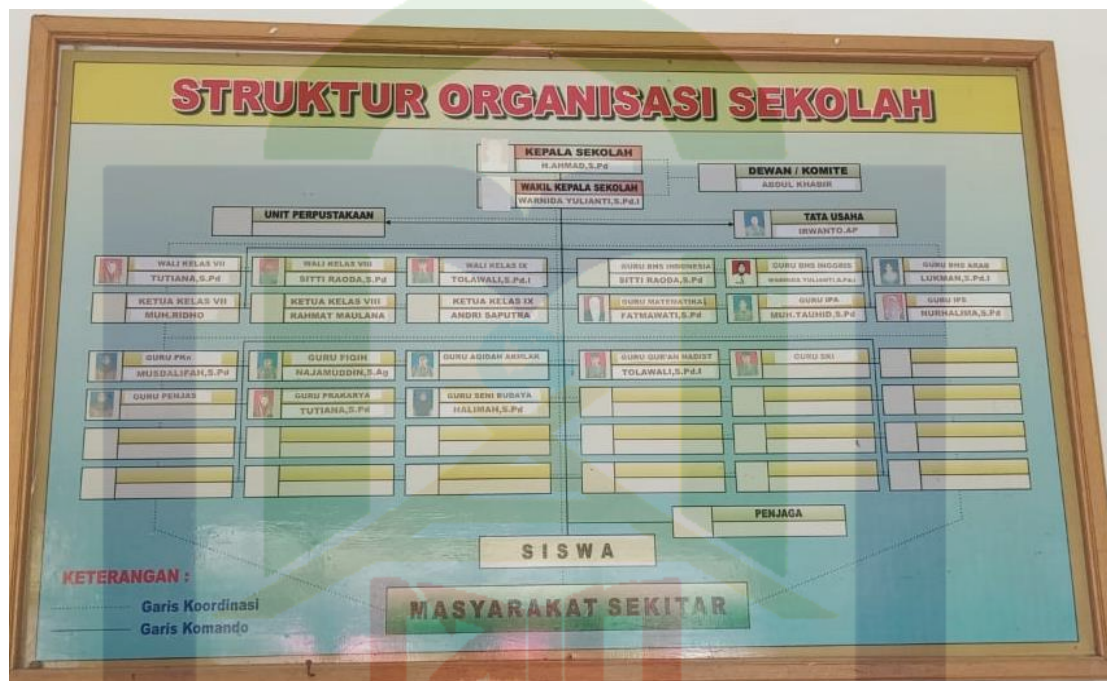 STRUKTUR ORGANISASI SEKOLAH
KEPALA SEKOLAH
H.AHMAD,S.Pd
WAKIL KEPALA SEKOLAH
WARNIDA YULIANTI,S.Pd.I
DEWAN / KOMITE
ABDUL KHABIR
UNIT PERPUSTAKAAN
TATA USAHA
IRWANTO.AP
WALI KELAS VII
TUTIANA,S.Pd
WALI KELAS VIII
SITTI RAODA,S.Pd
WALI KELAS IX
TOLAWALI,S.Pd.I
GURU BHS INDONESIA
SITTI RAODA,S.Pd
GURU BHS INGGRIS
WARNIDA YULIANTI,S.Pd.I
GURU BHS ARAB
LUKMAN,S.Pd.I
KETUA KELAS VII
MUH.RIDHO
KETUA KELAS VIII
RAHMAT MAULANA
KETUA KELAS IX
ANDRI SAPUTRA
GURU MATEMATIKA
FATMAWATI,S.Pd
GURU IPA
MUH.TAUHID,S.Pd
GURU IPS
NURHALIMA,S.Pd
GURU PKn
MUSDALIFAH,S.Pd
GURU FIQIH
NAJAMUDDIN,S.Ag
GURU AQIDAH AKHLAK
GURU QUR'AN HADIST
TOLAWALI,S.Pd.I
GURU SKI
GURU PENJAS
GURU PRAKARYA
TUTIANA,S.Pd
GURU SENI BUDAYA
HALIMAH,S.Pd
PENJAGA
SISWA
MASYARAKAT SEKITAR
KETERANGAN :
Garis Koordinasi
Garis Komando